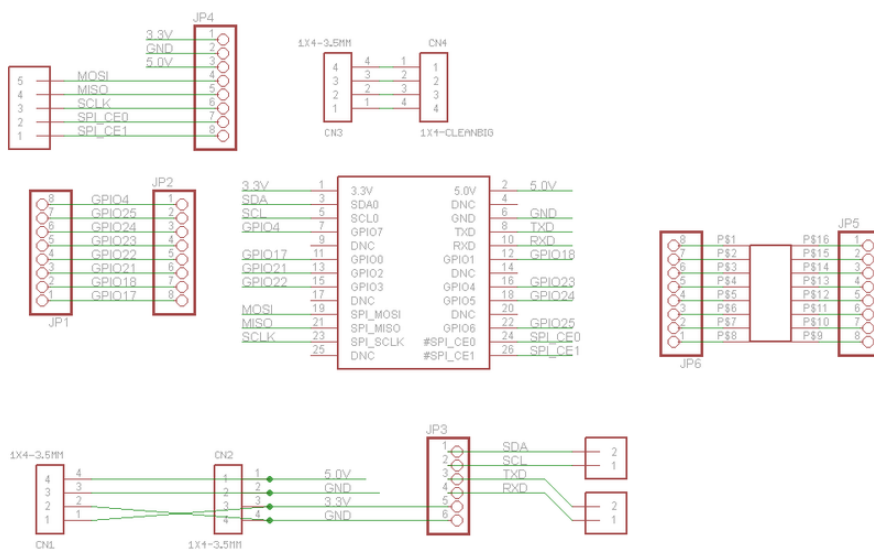 JP4
3.3V 1
GND 2
5.0V 3
5 MOSI 4
4 MISO 5
3 SCLK 6
2 SPI_CE0 7
1 SPI_CE1 8
1X4-3.5MM CN4
4 4 1 1
3 3 2 2
2 2 3 3
1 1 4 4
CN3 1X4-CLEANBIG
JP2
8 GPIO4 1
7 GPIO25 2
6 GPIO24 3
5 GPIO23 4
4 GPIO22 5
3 GPIO21 6
2 GPIO18 7
1 GPIO17 8
JP1
3.3V 1 3.3V 5.0V 2 5.0V
SDA 3 SDA0 DNC 4
SCL 5 SCL0 GND 6 GND
GPIO4 7 GPIO7 TXD 8 TXD
9 DNC RXD 10 RXD
GPIO17 11 GPIO0 GPIO1 12 GPIO18
GPIO21 13 GPIO2 DNC 14
GPIO22 15 GPIO3 GPIO4 16 GPIO23
17 DNC GPIO5 18 GPIO24
MOSI 19 SPI_MOSI DNC 20
MISO 21 SPI_MISO GPIO6 22 GPIO25
SCLK 23 SPI_SCLK #SPI_CE0 24 SPI_CE0
25 DNC #SPI_CE1 26 SPI_CE1
JP5
8 P$1 P$16 1
7 P$2 P$15 2
6 P$3 P$14 3
5 P$4 P$13 4
4 P$5 P$12 5
3 P$6 P$11 6
2 P$7 P$10 7
1 P$8 P$9 8
JP6
1X4-3.5MM CN2
4 4 1 1 5.0V
3 3 2 2 GND
2 2 3 3 3.3V
1 1 4 4 GND
CN1 1X4-3.5MM
JP3
1 SDA 2
2 SCL 1
3 TXD 2
4 RXD 1
5
6